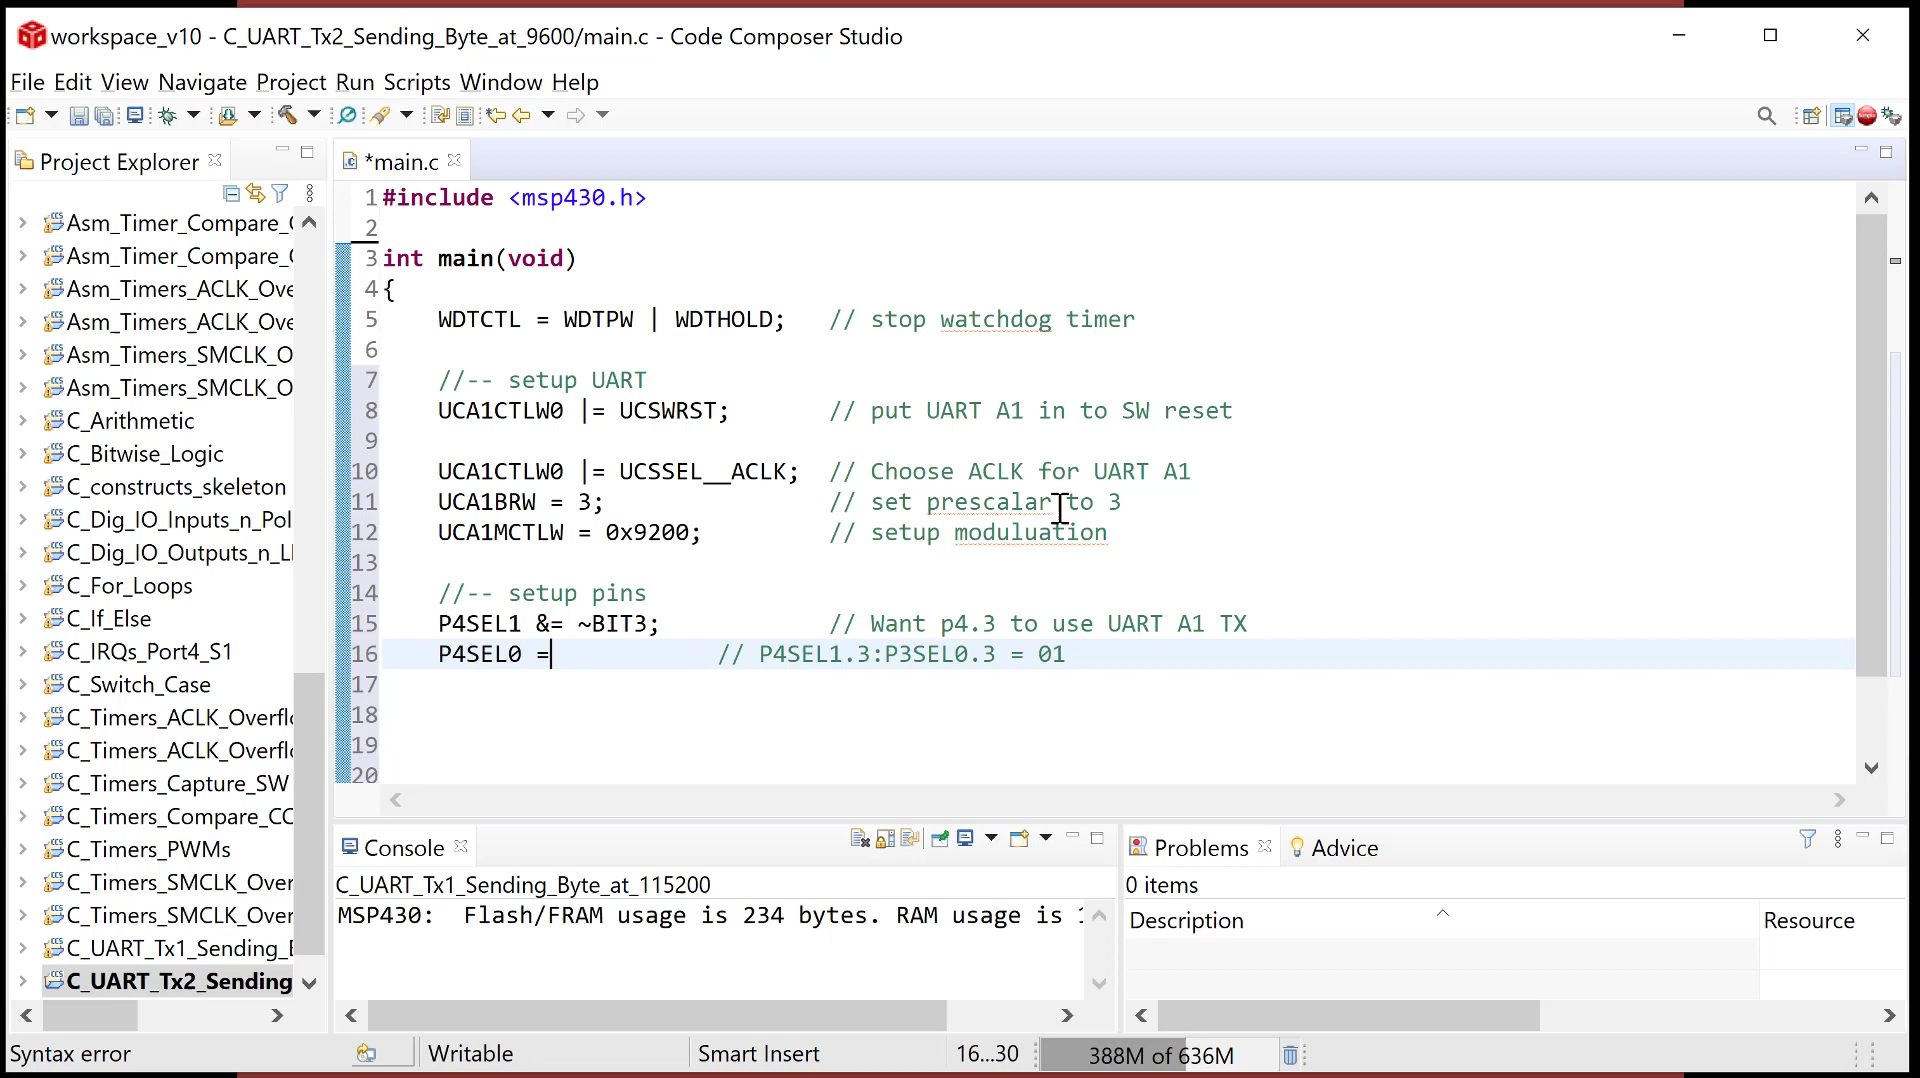 workspace_v10 - C_UART_Tx2_Sending_Byte_at_9600/main.c - Code Composer Studio
File Edit View Navigate Project Run Scripts Window Help
Project Explorer
Asm_Timer_Compare_C
Asm_Timer_Compare_C
Asm_Timers_ACLK_Ove
Asm_Timers_ACLK_Ove
Asm_Timers_SMCLK_O
Asm_Timers_SMCLK_O
C_Arithmetic
C_Bitwise_Logic
C_constructs_skeleton
C_Dig_IO_Inputs_n_Pol
C_Dig_IO_Outputs_n_LI
C_For_Loops
C_If_Else
C_IRQs_Port4_S1
C_Switch_Case
C_Timers_ACLK_Overfl
C_Timers_ACLK_Overfl
C_Timers_Capture_SW
C_Timers_Compare_CC
C_Timers_PWMs
C_Timers_SMCLK_Over
C_Timers_SMCLK_Over
C_UART_Tx1_Sending_B
C_UART_Tx2_Sending
*main.c
1 #include <msp430.h>
2
3 int main(void)
4 {
5 WDTCTL = WDTPW | WDTHOLD; // stop watchdog timer
6
7 //-- setup UART
8 UCA1CTLW0 |= UCSWRST; // put UART A1 in to SW reset
9
10 UCA1CTLW0 |= UCSSEL__ACLK; // Choose ACLK for UART A1
11 UCA1BRW = 3; // set prescalar to 3
12 UCA1MCTLW = 0x9200; // setup moduluation
13
14 //-- setup pins
15 P4SEL1 &= ~BIT3; // Want p4.3 to use UART A1 TX
16 P4SEL0 = // P4SEL1.3:P3SEL0.3 = 01
17
18
19
20
Console
C_UART_Tx1_Sending_Byte_at_115200
MSP430: Flash/FRAM usage is 234 bytes. RAM usage is 1
Problems Advice
0 items
Description Resource
Syntax error Writable Smart Insert 16...30 388M of 636M